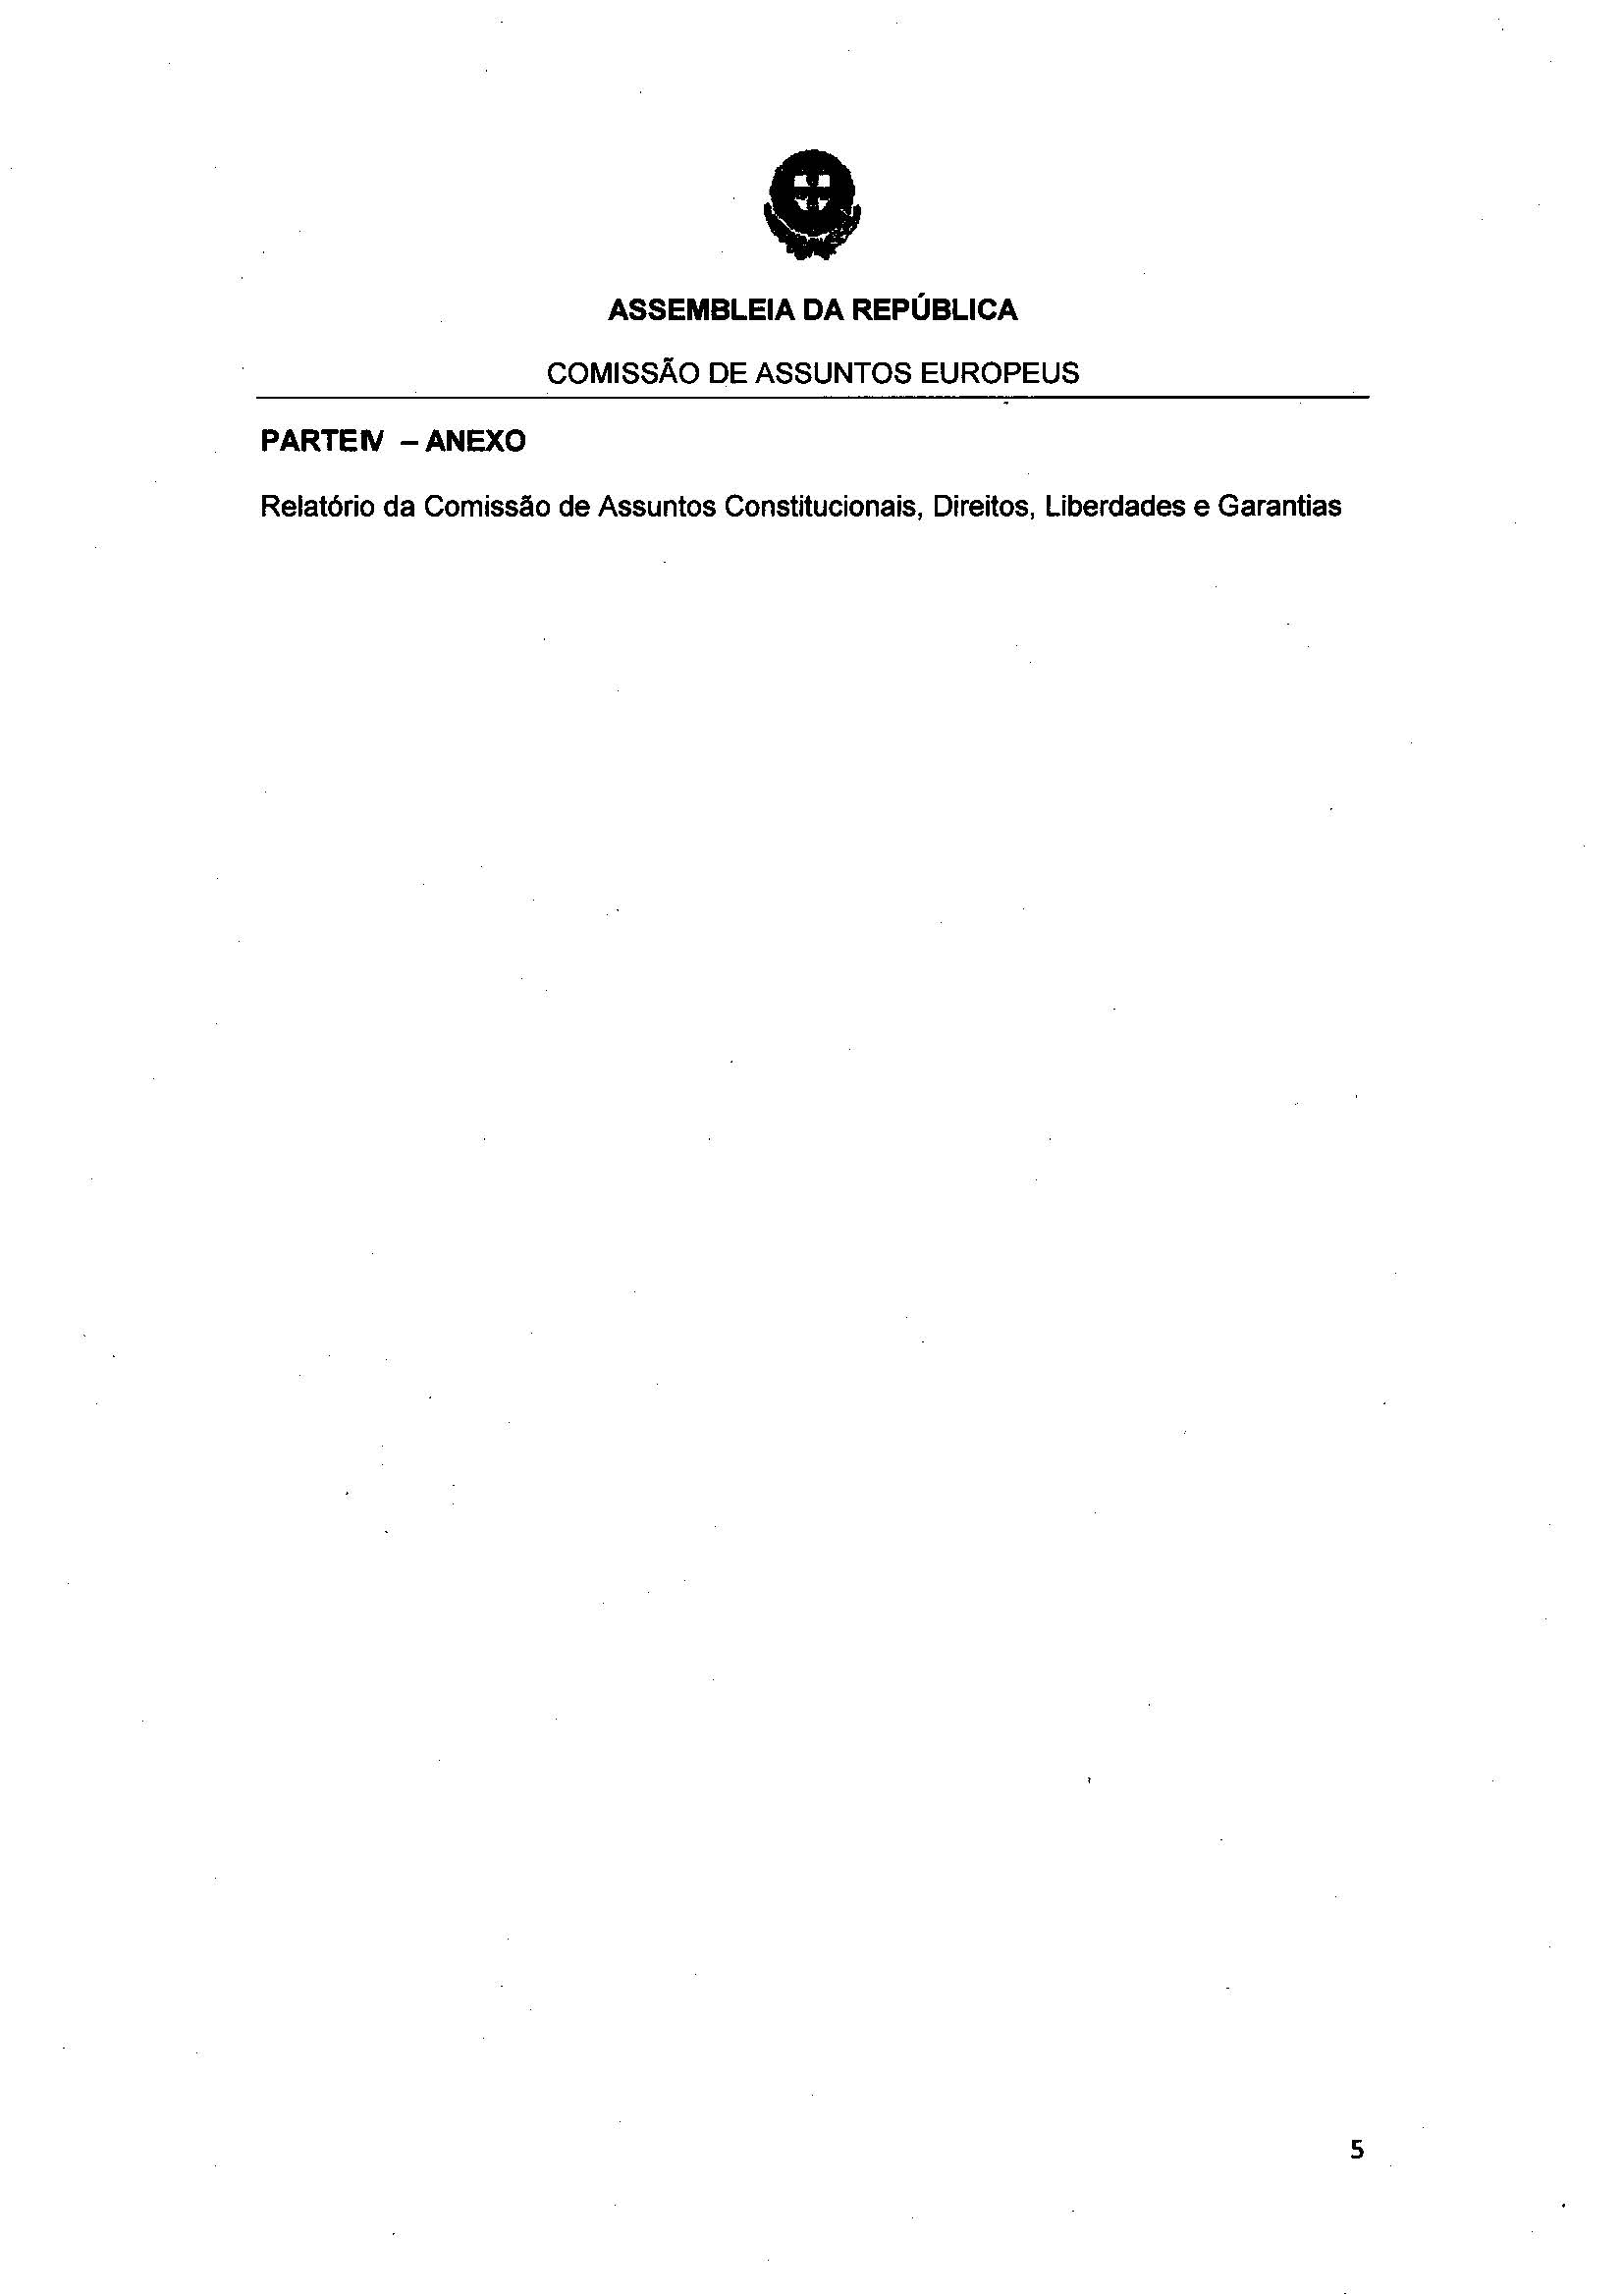 ASSEMBLEIA DA REPÚBLICA
COMISSÃO DE ASSUNTOS EUROPEUS
PARTE IV – ANEXO
Relatório da Comissão de Assuntos Constitucionais, Direitos, Liberdades e Garantias
5